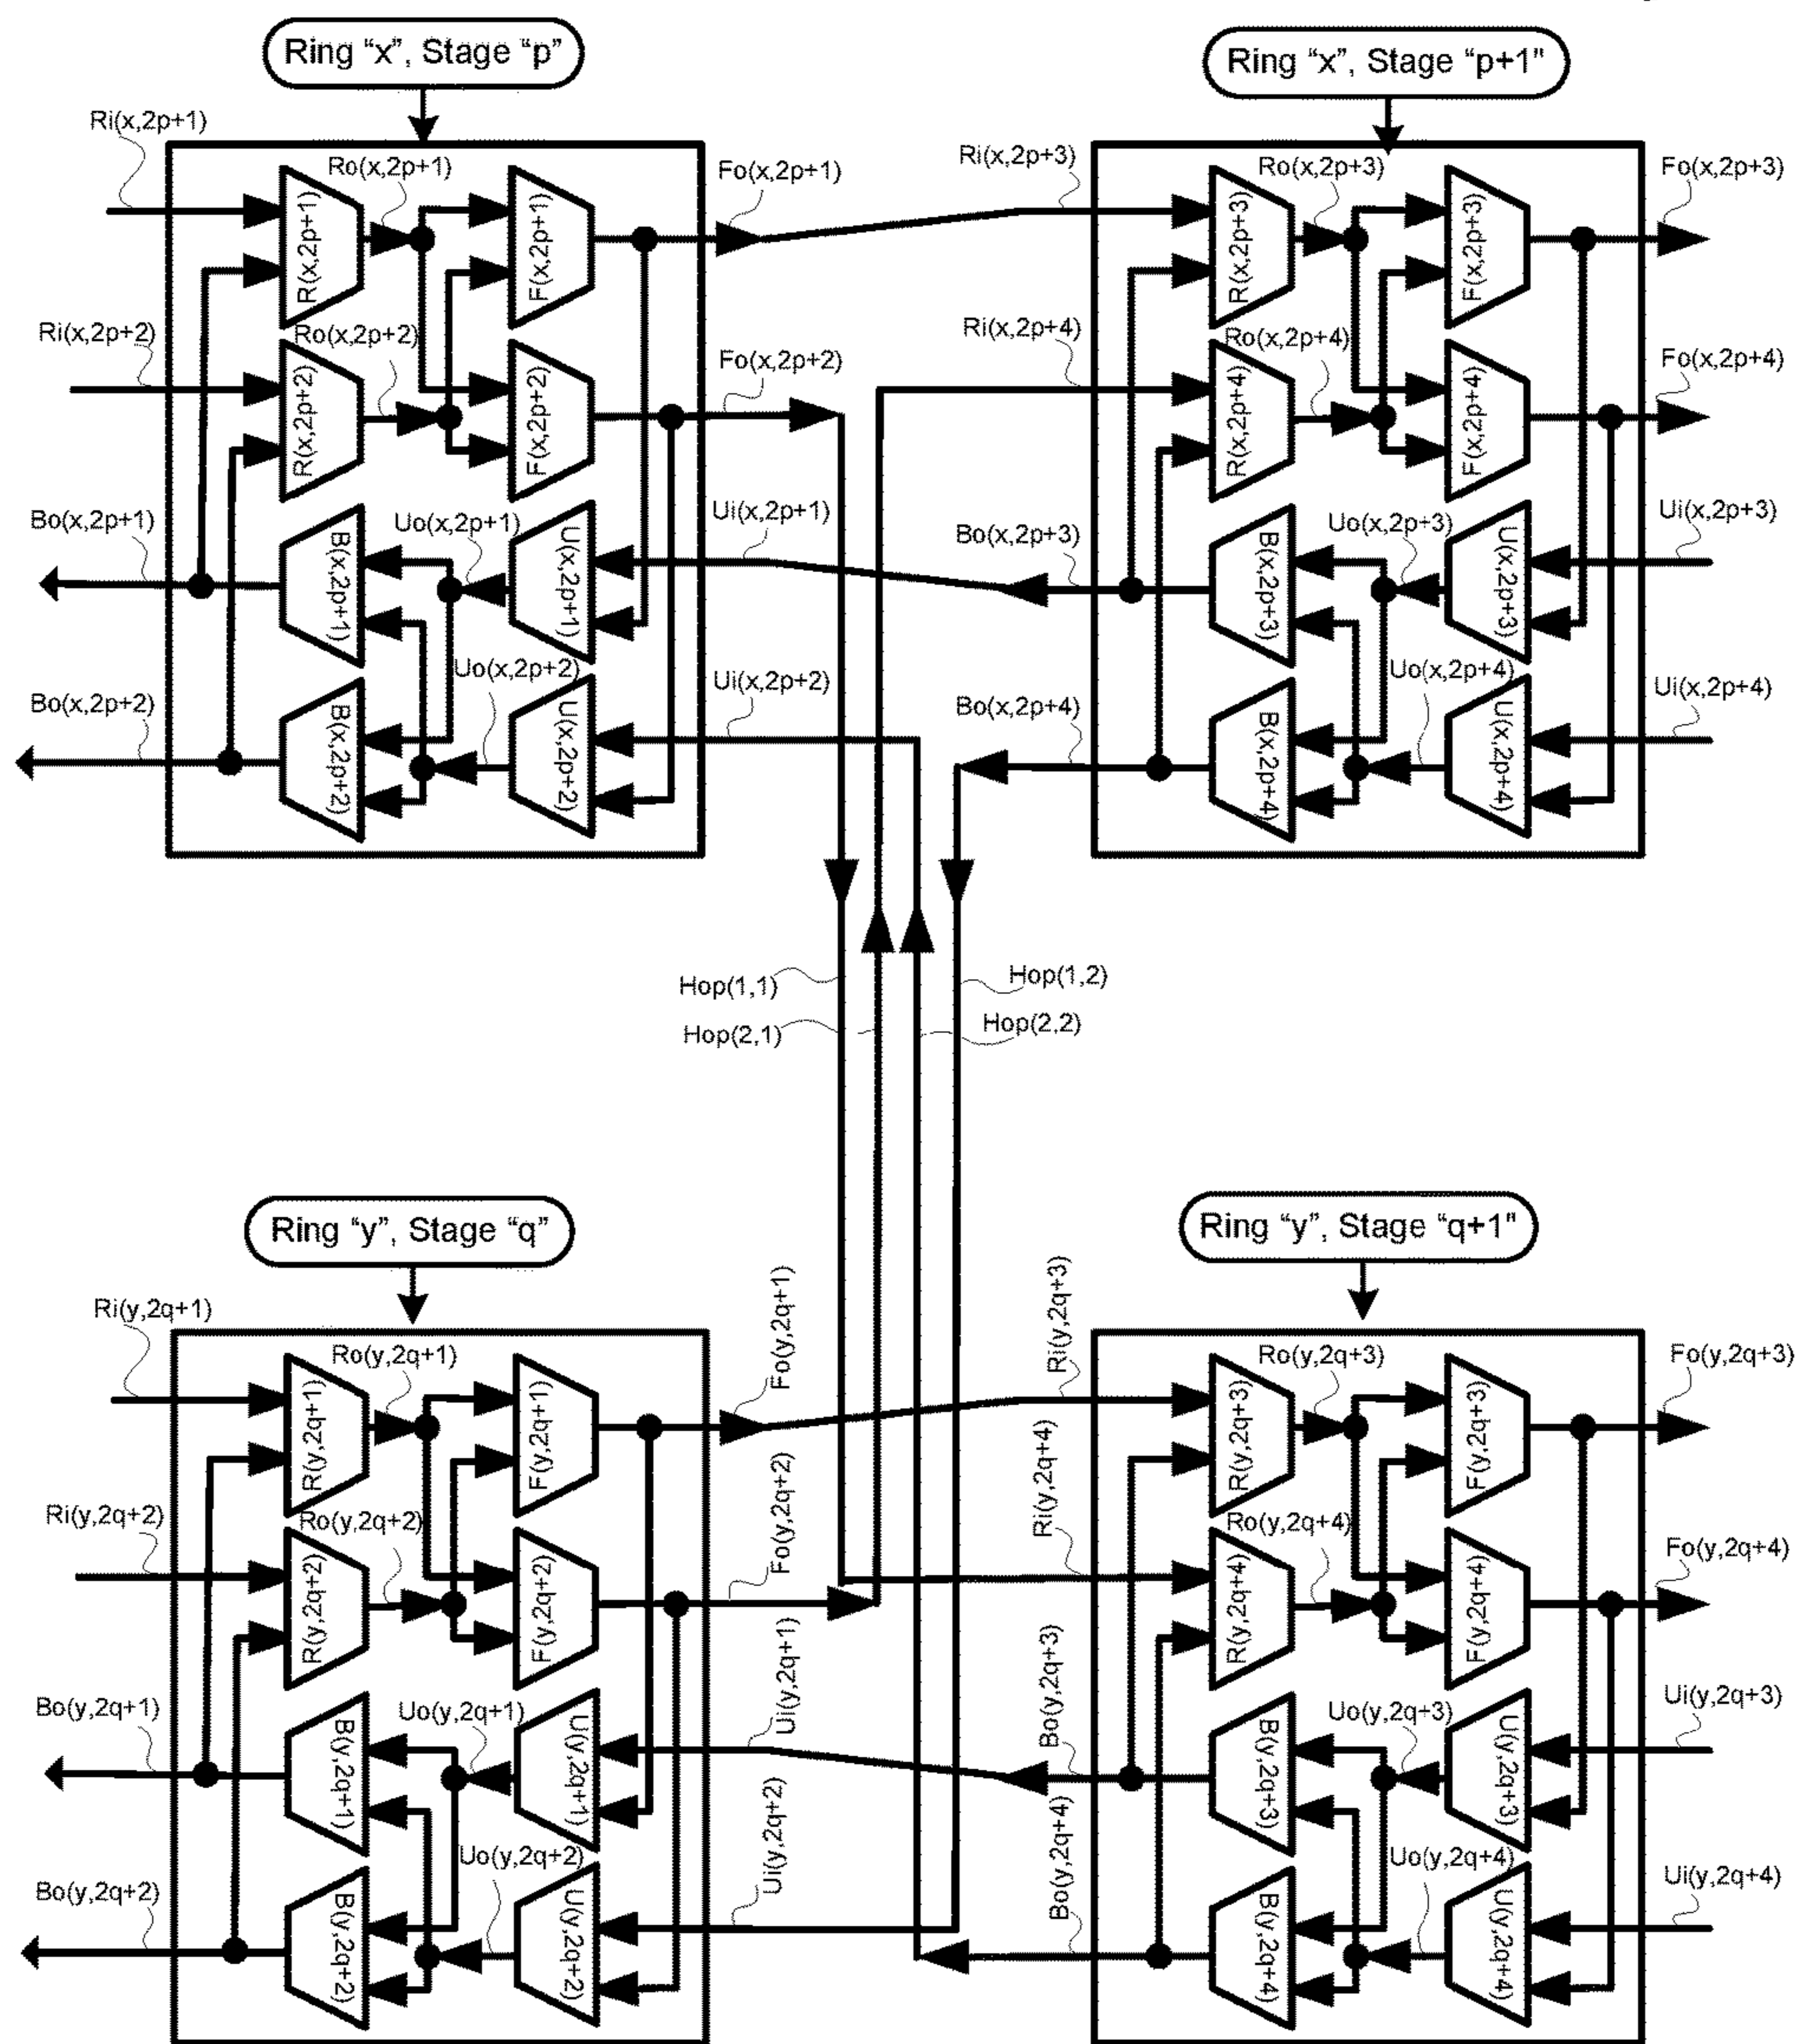 Ring “x”, Stage “p”
Ring “x”, Stage “p+1"
Ri(x,2p+1)
Ro(x,2p+1)
R(x,2p+1)
F(x,2p+1)
Fo(x,2p+1)
Ri(x,2p+2)
Ro(x,2p+2)
R(x,2p+2)
F(x,2p+2)
Fo(x,2p+2)
Bo(x,2p+1)
B(x,2p+1)
Uo(x,2p+1)
U(x,2p+1)
Ui(x,2p+1)
Bo(x,2p+2)
B(x,2p+2)
Uo(x,2p+2)
U(x,2p+2)
Ui(x,2p+2)
Ri(x,2p+3)
Ro(x,2p+3)
R(x,2p+3)
F(x,2p+3)
Fo(x,2p+3)
Ri(x,2p+4)
Ro(x,2p+4)
R(x,2p+4)
F(x,2p+4)
Fo(x,2p+4)
Bo(x,2p+3)
B(x,2p+3)
Uo(x,2p+3)
U(x,2p+3)
Ui(x,2p+3)
Bo(x,2p+4)
B(x,2p+4)
Uo(x,2p+4)
U(x,2p+4)
Ui(x,2p+4)
Hop(1,1)
Hop(1,2)
Hop(2,1)
Hop(2,2)
Ring “y”, Stage “q”
Ring “y”, Stage “q+1"
Ri(y,2q+1)
Ro(y,2q+1)
R(y,2q+1)
F(y,2q+1)
Fo(y,2q+1)
Ri(y,2q+2)
Ro(y,2q+2)
R(y,2q+2)
F(y,2q+2)
Fo(y,2q+2)
Bo(y,2q+1)
B(y,2q+1)
Uo(y,2q+1)
U(y,2q+1)
Ui(y,2q+1)
Bo(y,2q+2)
B(y,2q+2)
Uo(y,2q+2)
U(y,2q+2)
Ui(y,2q+2)
Ri(y,2q+3)
Ro(y,2q+3)
R(y,2q+3)
F(y,2q+3)
Fo(y,2q+3)
Ri(y,2q+4)
Ro(y,2q+4)
R(y,2q+4)
F(y,2q+4)
Fo(y,2q+4)
Bo(y,2q+3)
B(y,2q+3)
Uo(y,2q+3)
U(y,2q+3)
Ui(y,2q+3)
Bo(y,2q+4)
B(y,2q+4)
Uo(y,2q+4)
U(y,2q+4)
Ui(y,2q+4)